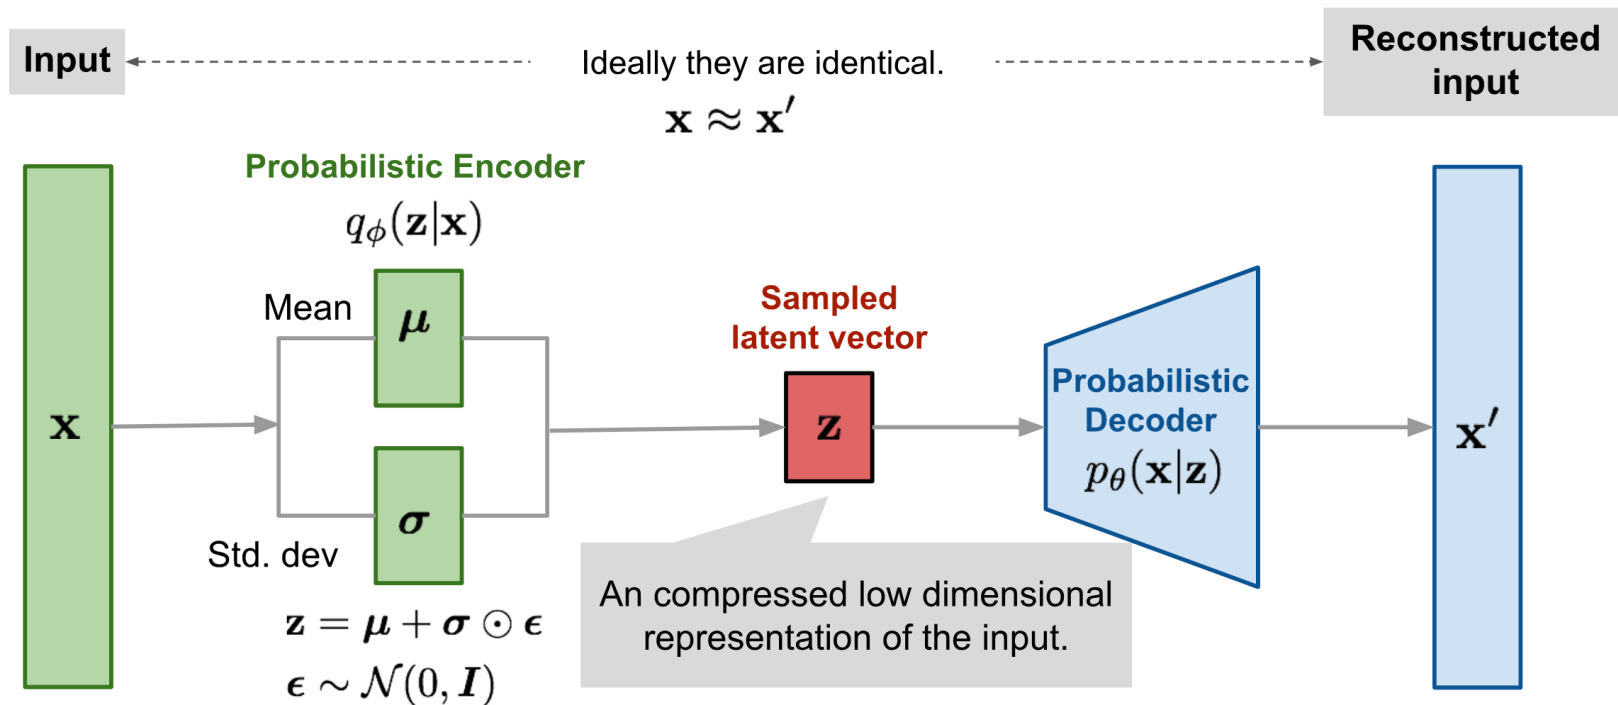 Input
Ideally they are identical.
x ≈ x′
Reconstructed
input
Probabilistic Encoder
qϕ(z|x)
Mean
μ
Sampled
latent vector
x
z
Probabilistic
Decoder
pθ(x|z)
x′
σ
Std. dev
z = μ + σ ⊙ ϵ
ϵ ∼ 𝒩(0, I)
An compressed low dimensional
representation of the input.